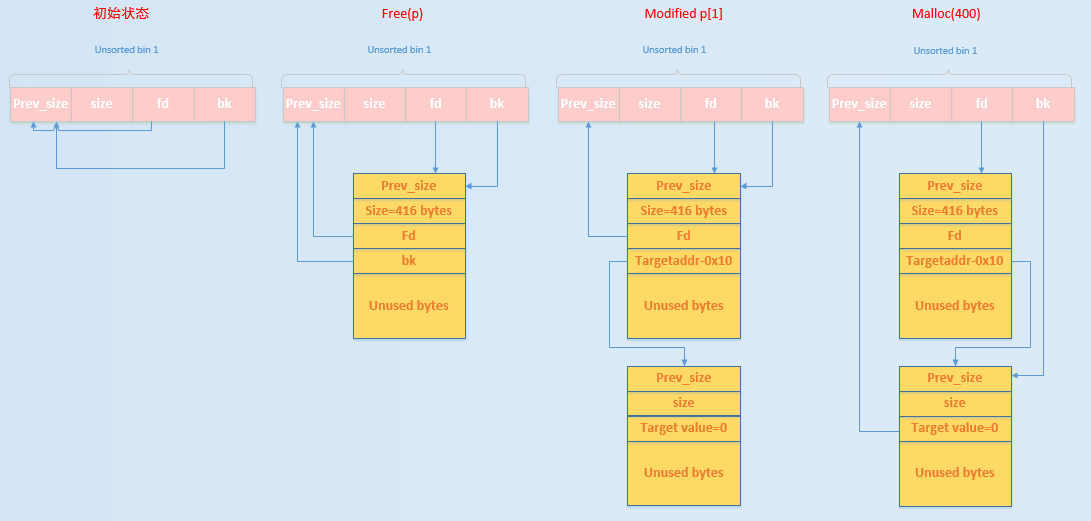 初始状态
Free(p)
Modified p[1]
Malloc(400)
Unsorted bin 1
Unsorted bin 1
Unsorted bin 1
Unsorted bin 1
Prev_size size fd bk
Prev_size size fd bk
Prev_size size fd bk
Prev_size size fd bk
Prev_size
Size=416 bytes
Fd
bk
Unused bytes
Prev_size
Size=416 bytes
Fd
Targetaddr-0x10
Unused bytes
Prev_size
size
Target value=0
Unused bytes
Prev_size
Size=416 bytes
Fd
Targetaddr-0x10
Unused bytes
Prev_size
size
Target value=0
Unused bytes